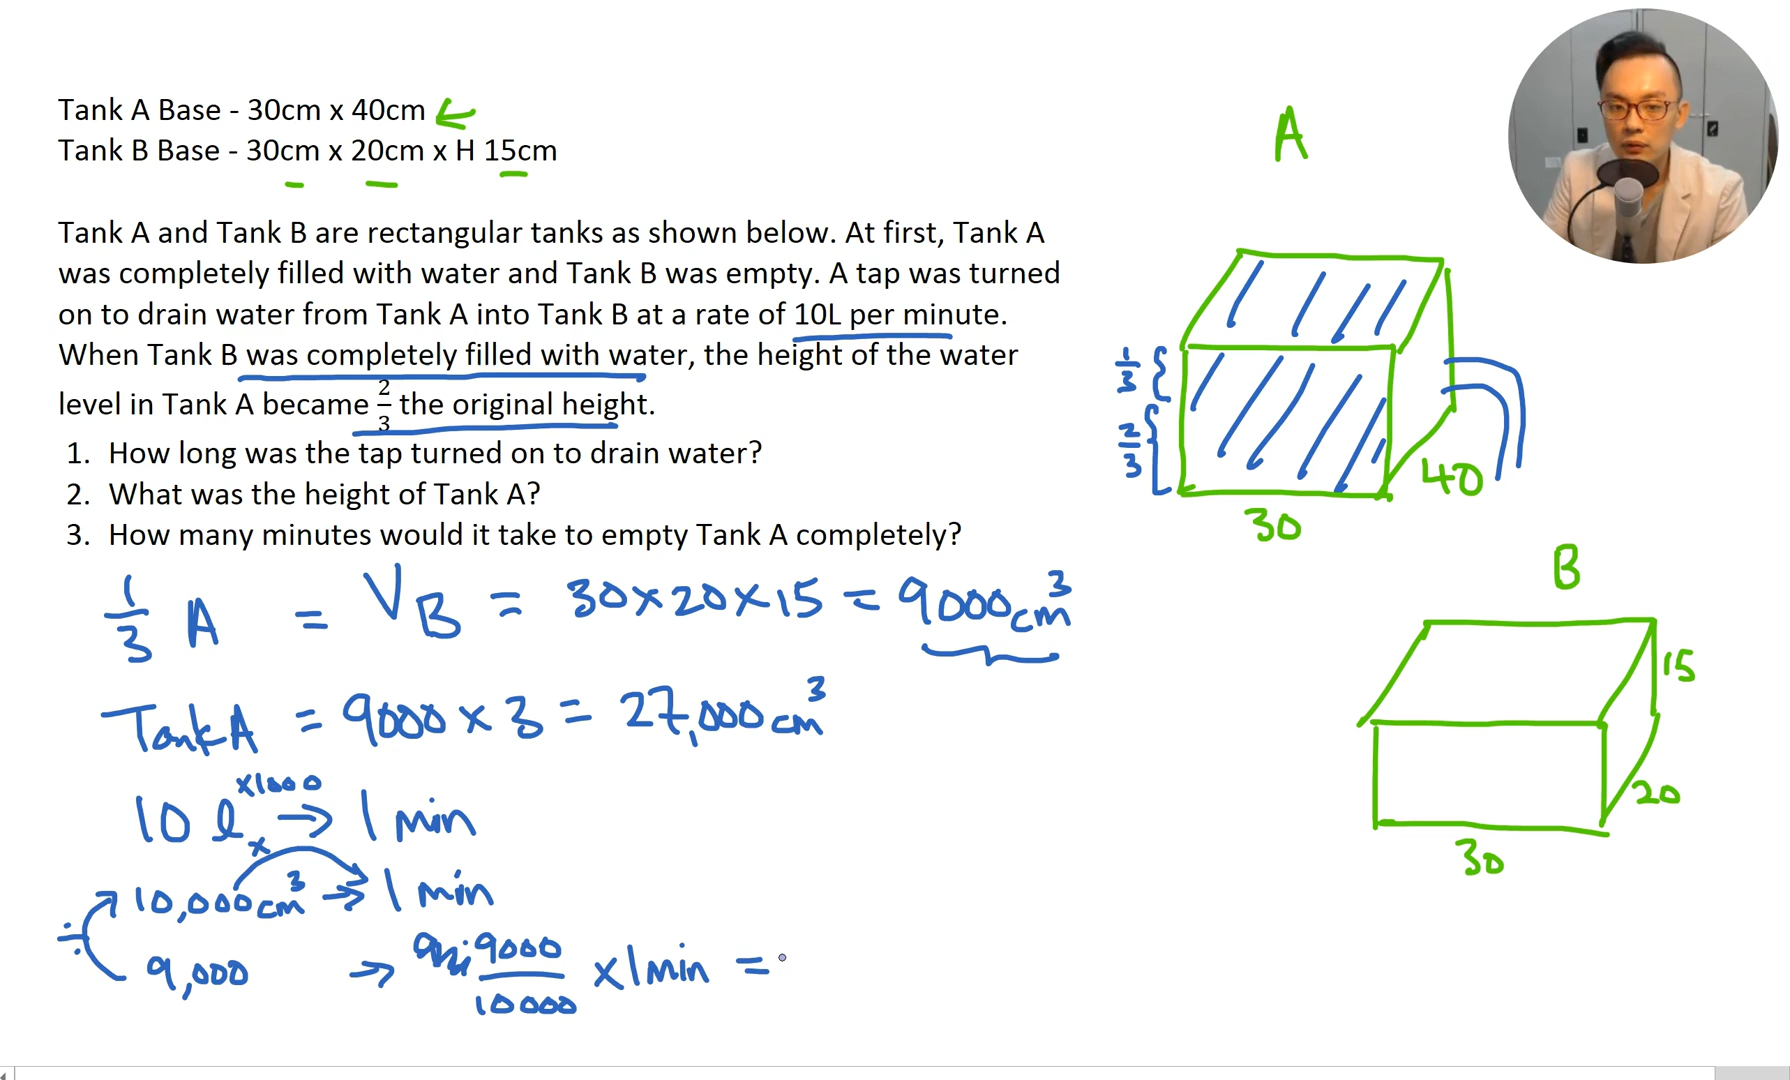 Tank A Base - 30cm x 40cm
Tank B Base - 30cm x 20cm x H 15cm
Tank A and Tank B are rectangular tanks as shown below. At first, Tank A
was completely filled with water and Tank B was empty. A tap was turned
on to drain water from Tank A into Tank B at a rate of 10L per minute.
When Tank B was completely filled with water, the height of the water
level in Tank A became 2/3 the original height.
1. How long was the tap turned on to drain water?
2. What was the height of Tank A?
3. How many minutes would it take to empty Tank A completely?
1/3 A = V_B = 30×20×15 = 9000cm³
Tank A = 9000 × 3 = 27,000cm³
×1000
10 ℓ → 1 min
×
÷ 10,000cm³ → 1 min
9,000 → 9000/10000 ×1min =
A
1/3
2/3
40
30
B
15
20
30